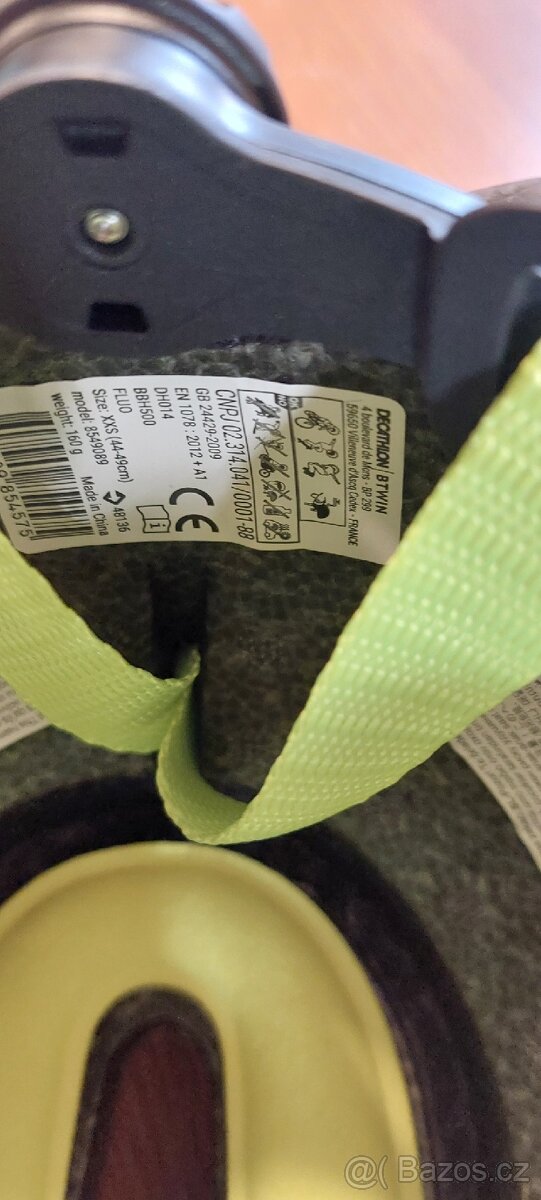 DECATHLON | BTWIN
4 boulevard de Mons - BP 299
59650 Villeneuve d'Ascq Cedex - FRANCE
CNPJ 02.314.041/0001-88
GB 24429-2009
EN 1078 : 2012 + A1
CE
DH014
BBH500
48136
FLUO
Size: XXS (44-49cm)
Made in China
model: 8549089
weight: 160 g
854575
@( Bazos.cz